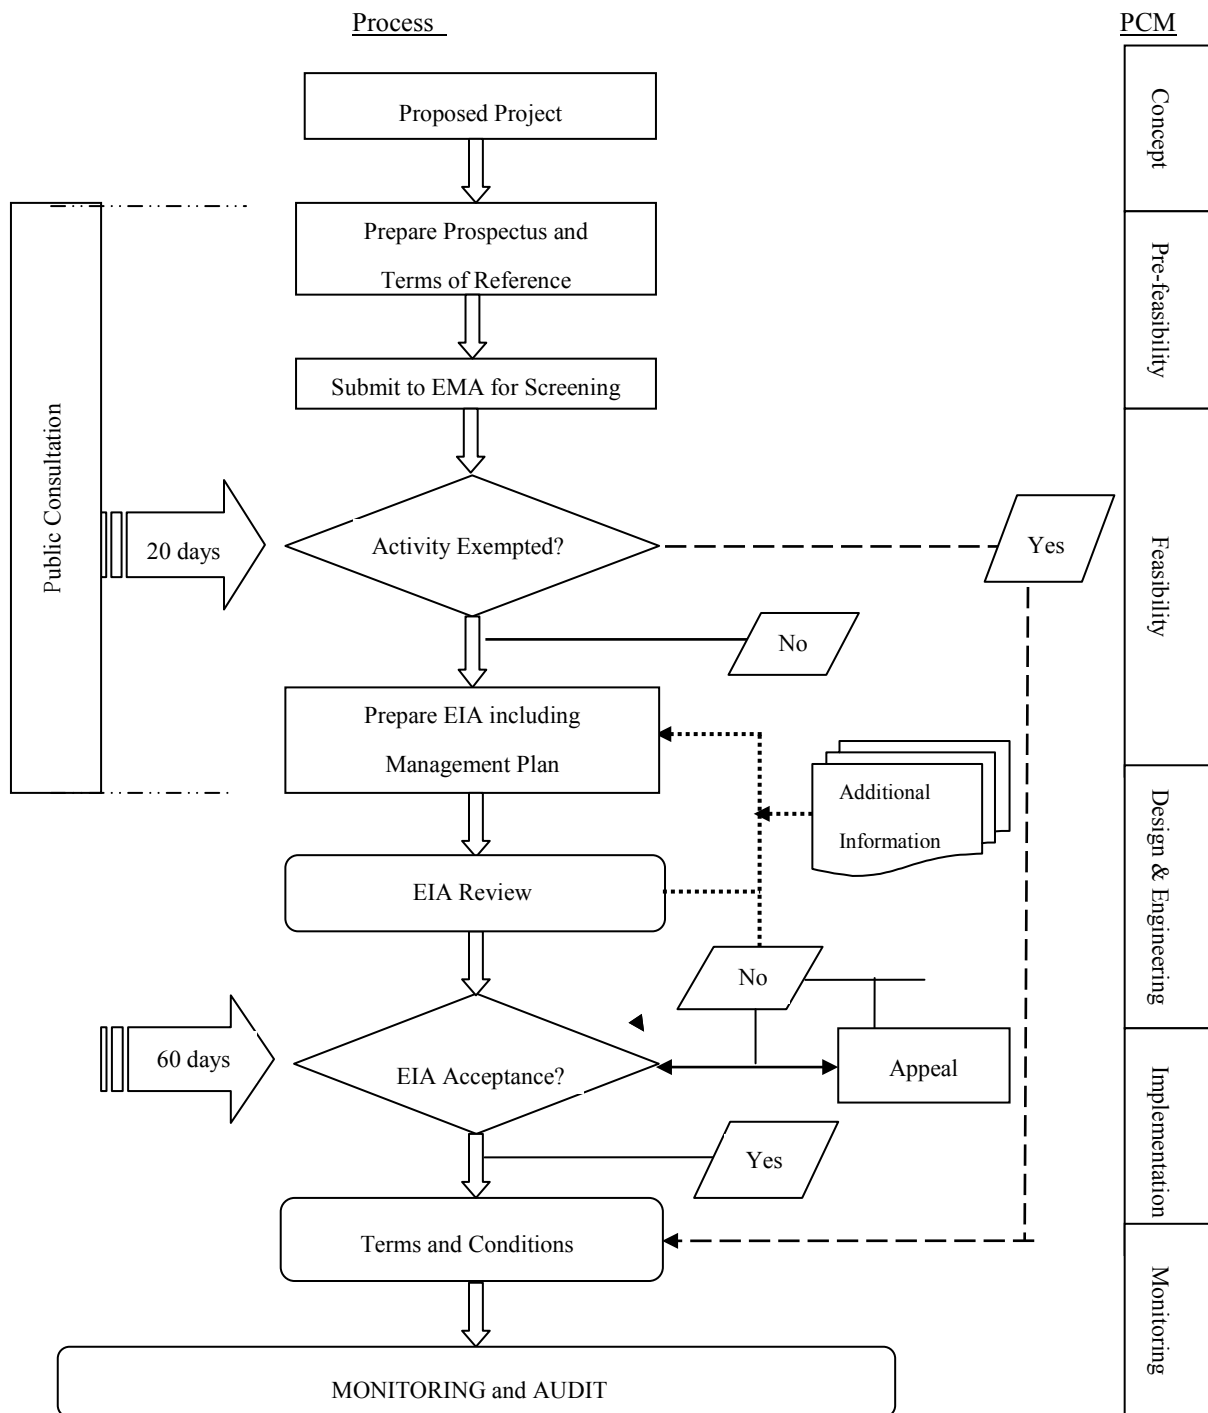 Process
PCM
Proposed Project
Concept
Prepare Prospectus and
Terms of Reference
Pre-feasibility
Submit to EMA for Screening
Public Consultation
20 days
Activity Exempted?
Yes
Feasibility
No
Prepare EIA including
Management Plan
Additional
Information
Design & Engineering
EIA Review
No
60 days
EIA Acceptance?
Appeal
Implementation
Yes
Terms and Conditions
Monitoring
MONITORING and AUDIT